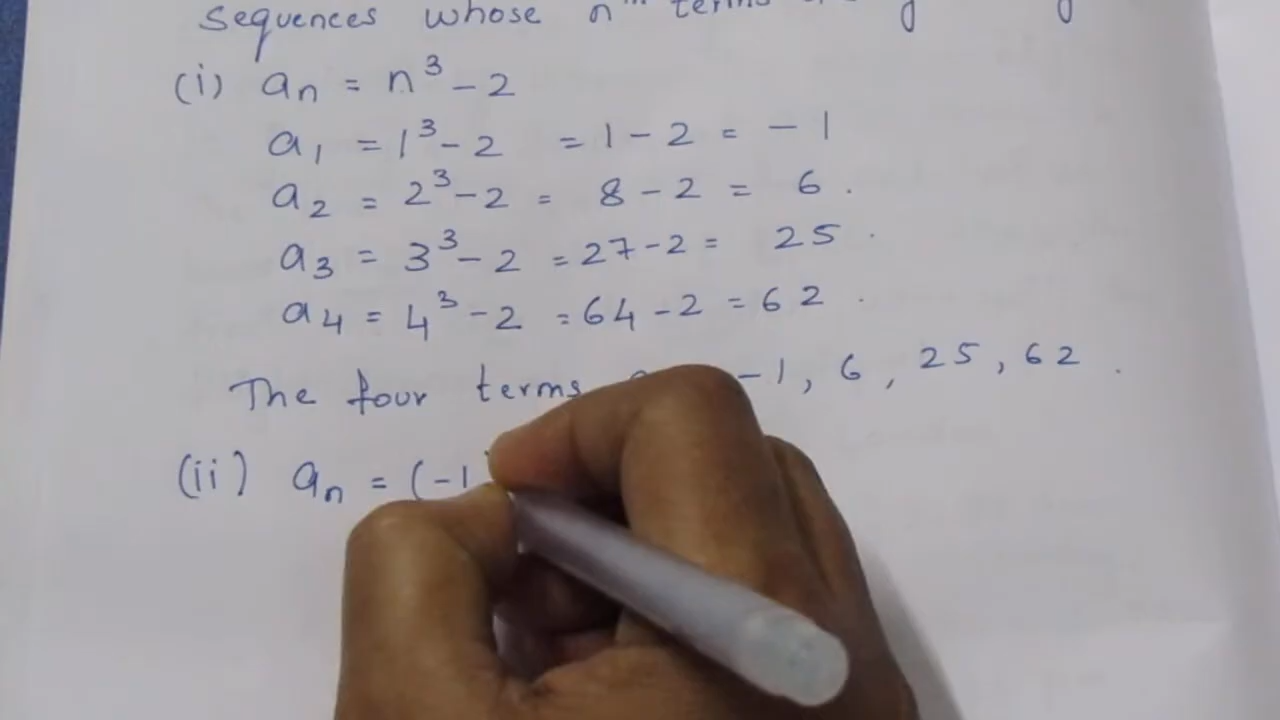 sequences whose nth terms
(i) an = n³ - 2
a₁ = 1³ - 2 = 1 - 2 = - 1
a₂ = 2³ - 2 = 8 - 2 = 6 .
a₃ = 3³ - 2 = 27 - 2 = 25 .
a₄ = 4³ - 2 = 64 - 2 = 62 .
The four terms - 1 , 6 , 25 , 62 .
(ii) an = (-1